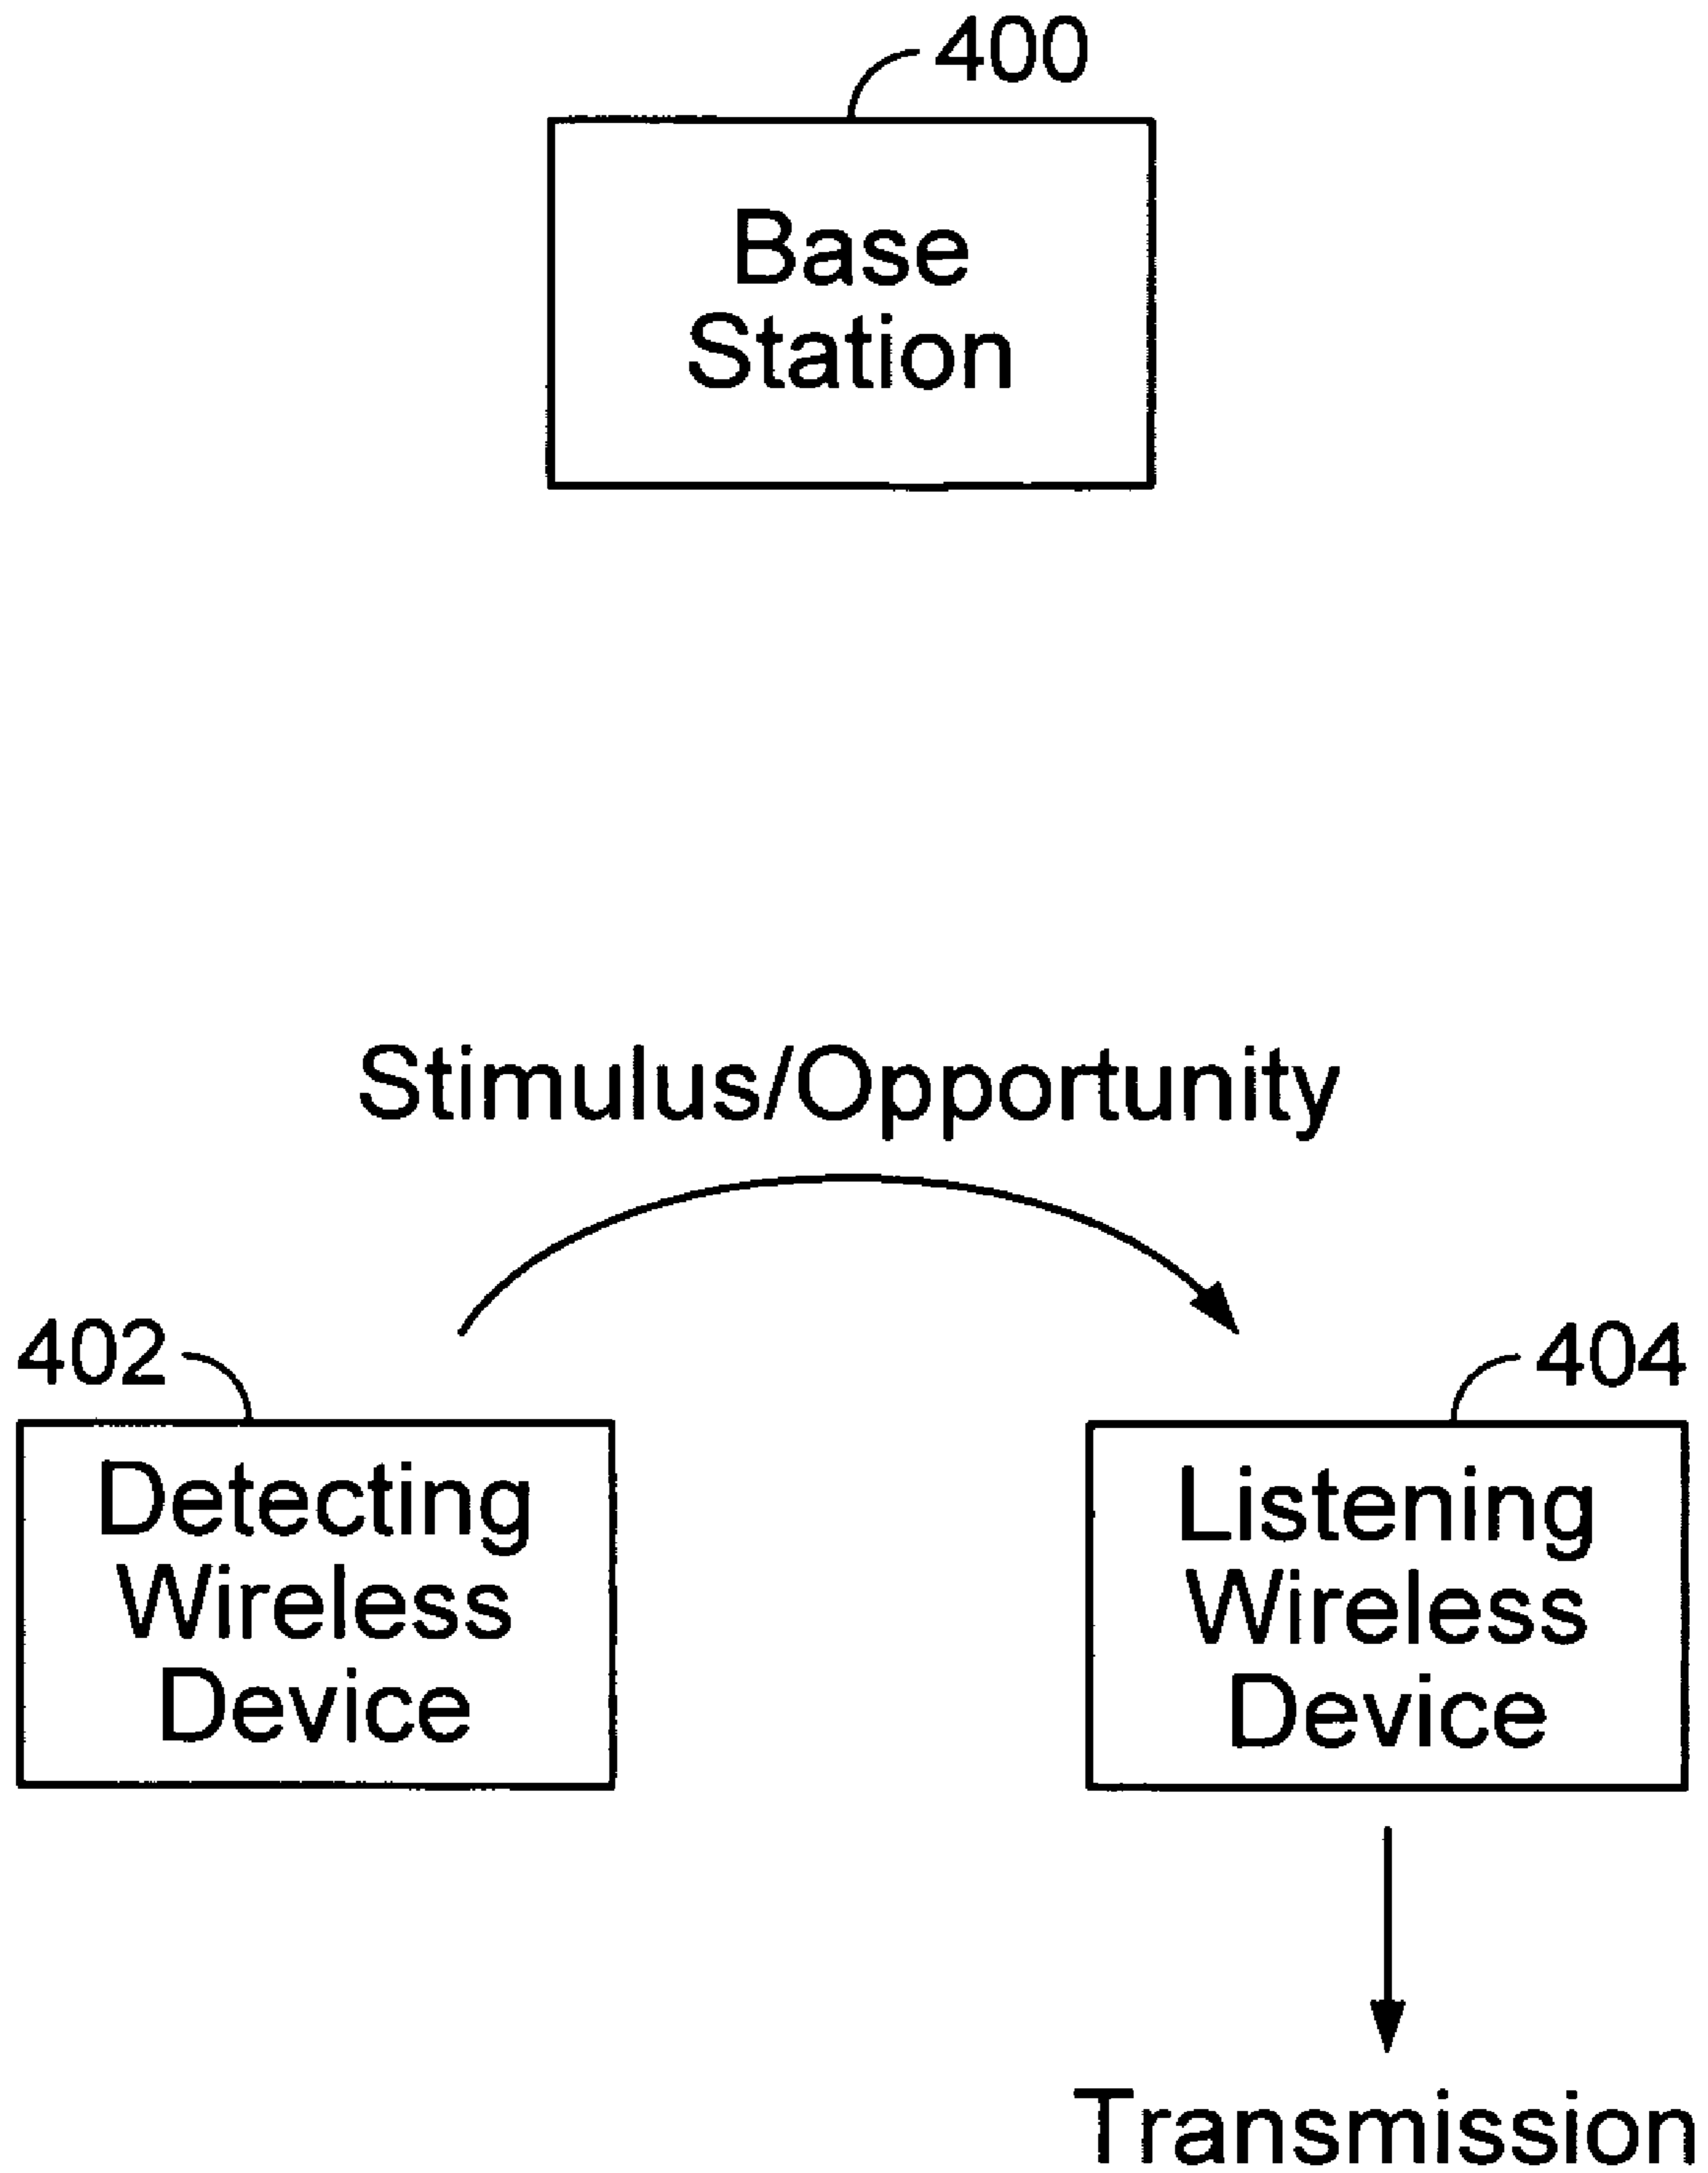 400
Base
Station
Stimulus/Opportunity
402
404
Detecting
Wireless
Device
Listening
Wireless
Device
Transmission